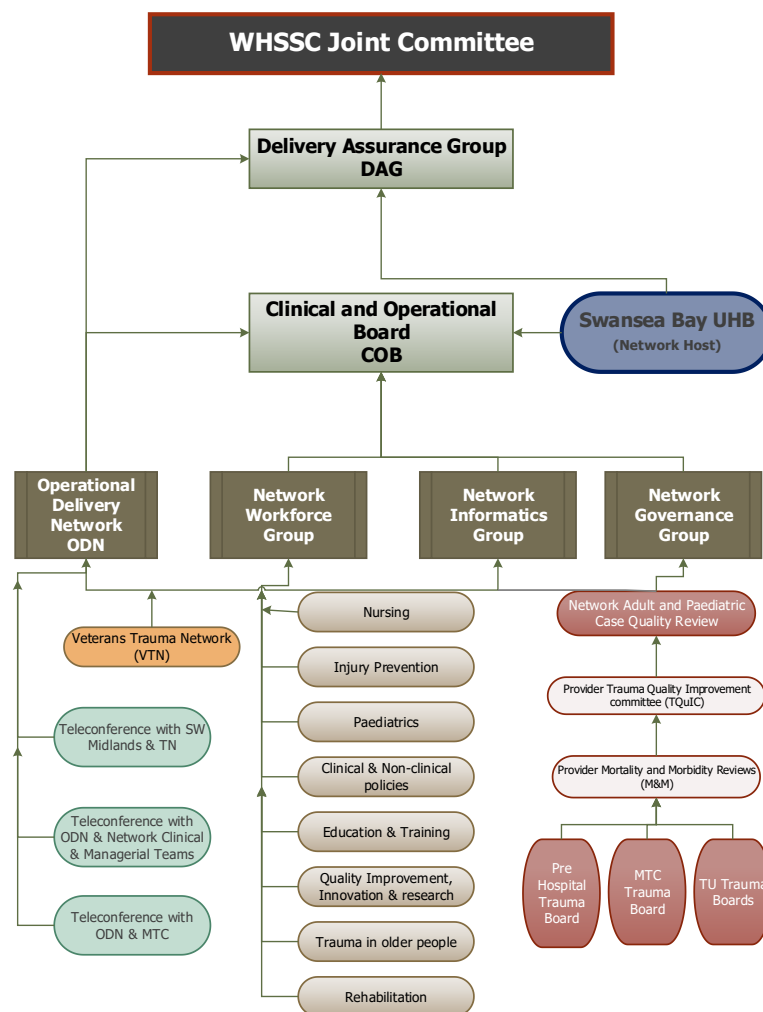 WHSSC Joint Committee
Delivery Assurance Group
DAG
Clinical and Operational
Board
COB
Swansea Bay UHB
(Network Host)
Operational
Delivery
Network
ODN
Network
Workforce
Group
Network
Informatics
Group
Network
Governance
Group
Veterans Trauma Network
(VTN)
Teleconference with SW
Midlands & TN
Teleconference with
ODN & Network Clinical
& Managerial Teams
Teleconference with
ODN & MTC
Nursing
Injury Prevention
Paediatrics
Clinical & Non-clinical
policies
Education & Training
Quality Improvement,
Innovation & research
Trauma in older people
Rehabilitation
Network Adult and Paediatric
Case Quality Review
Provider Trauma Quality Improvement
committee (TQuIC)
Provider Mortality and Morbidity Reviews
(M&M)
Pre
Hospital
Trauma
Board
MTC
Trauma
Board
TU Trauma
Boards